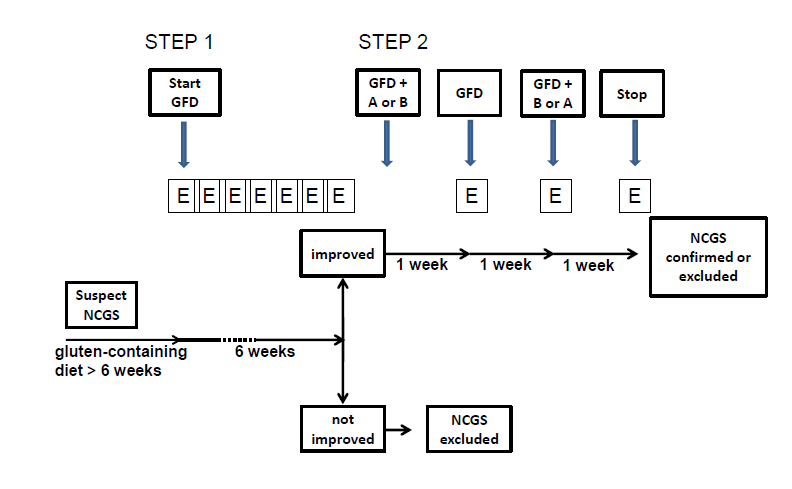 STEP 1
STEP 2
Start
GFD
GFD +
A or B
GFD
GFD +
B or A
Stop
E E E E E E E
E
E
E
improved
1 week
1 week
1 week
NCGS
confirmed or
excluded
Suspect
NCGS
gluten-containing
diet > 6 weeks
6 weeks
not
improved
NCGS
excluded